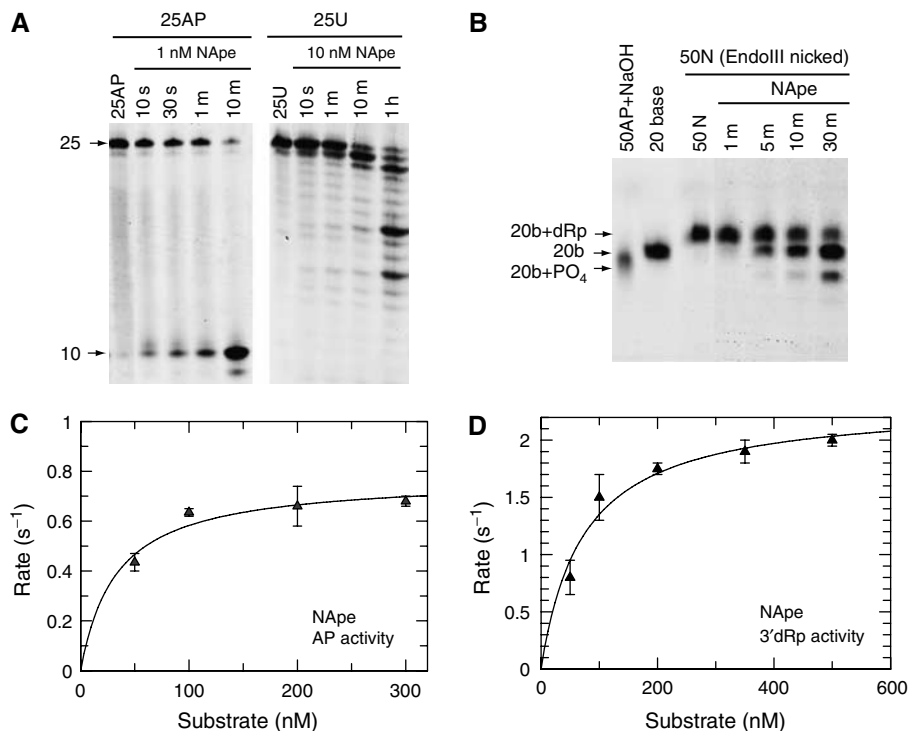 A
25AP
25U
1 nM NApe
10 nM NApe
25AP
10 s
30 s
1 m
10 m
25U
10 s
1 m
10 m
1 h
25
10
B
50N (EndoIII nicked)
NApe
50AP+NaOH
20 base
50 N
1 m
5 m
10 m
30 m
20b+dRp
20b
20b+PO4
C
1
0.8
0.6
0.4
0.2
0
Rate (s−1)
NApe
AP activity
0 100 200 300
Substrate (nM)
D
2
1.5
1
0.5
0
Rate (s−1)
NApe
3′dRp activity
0 200 400 600
Substrate (nM)